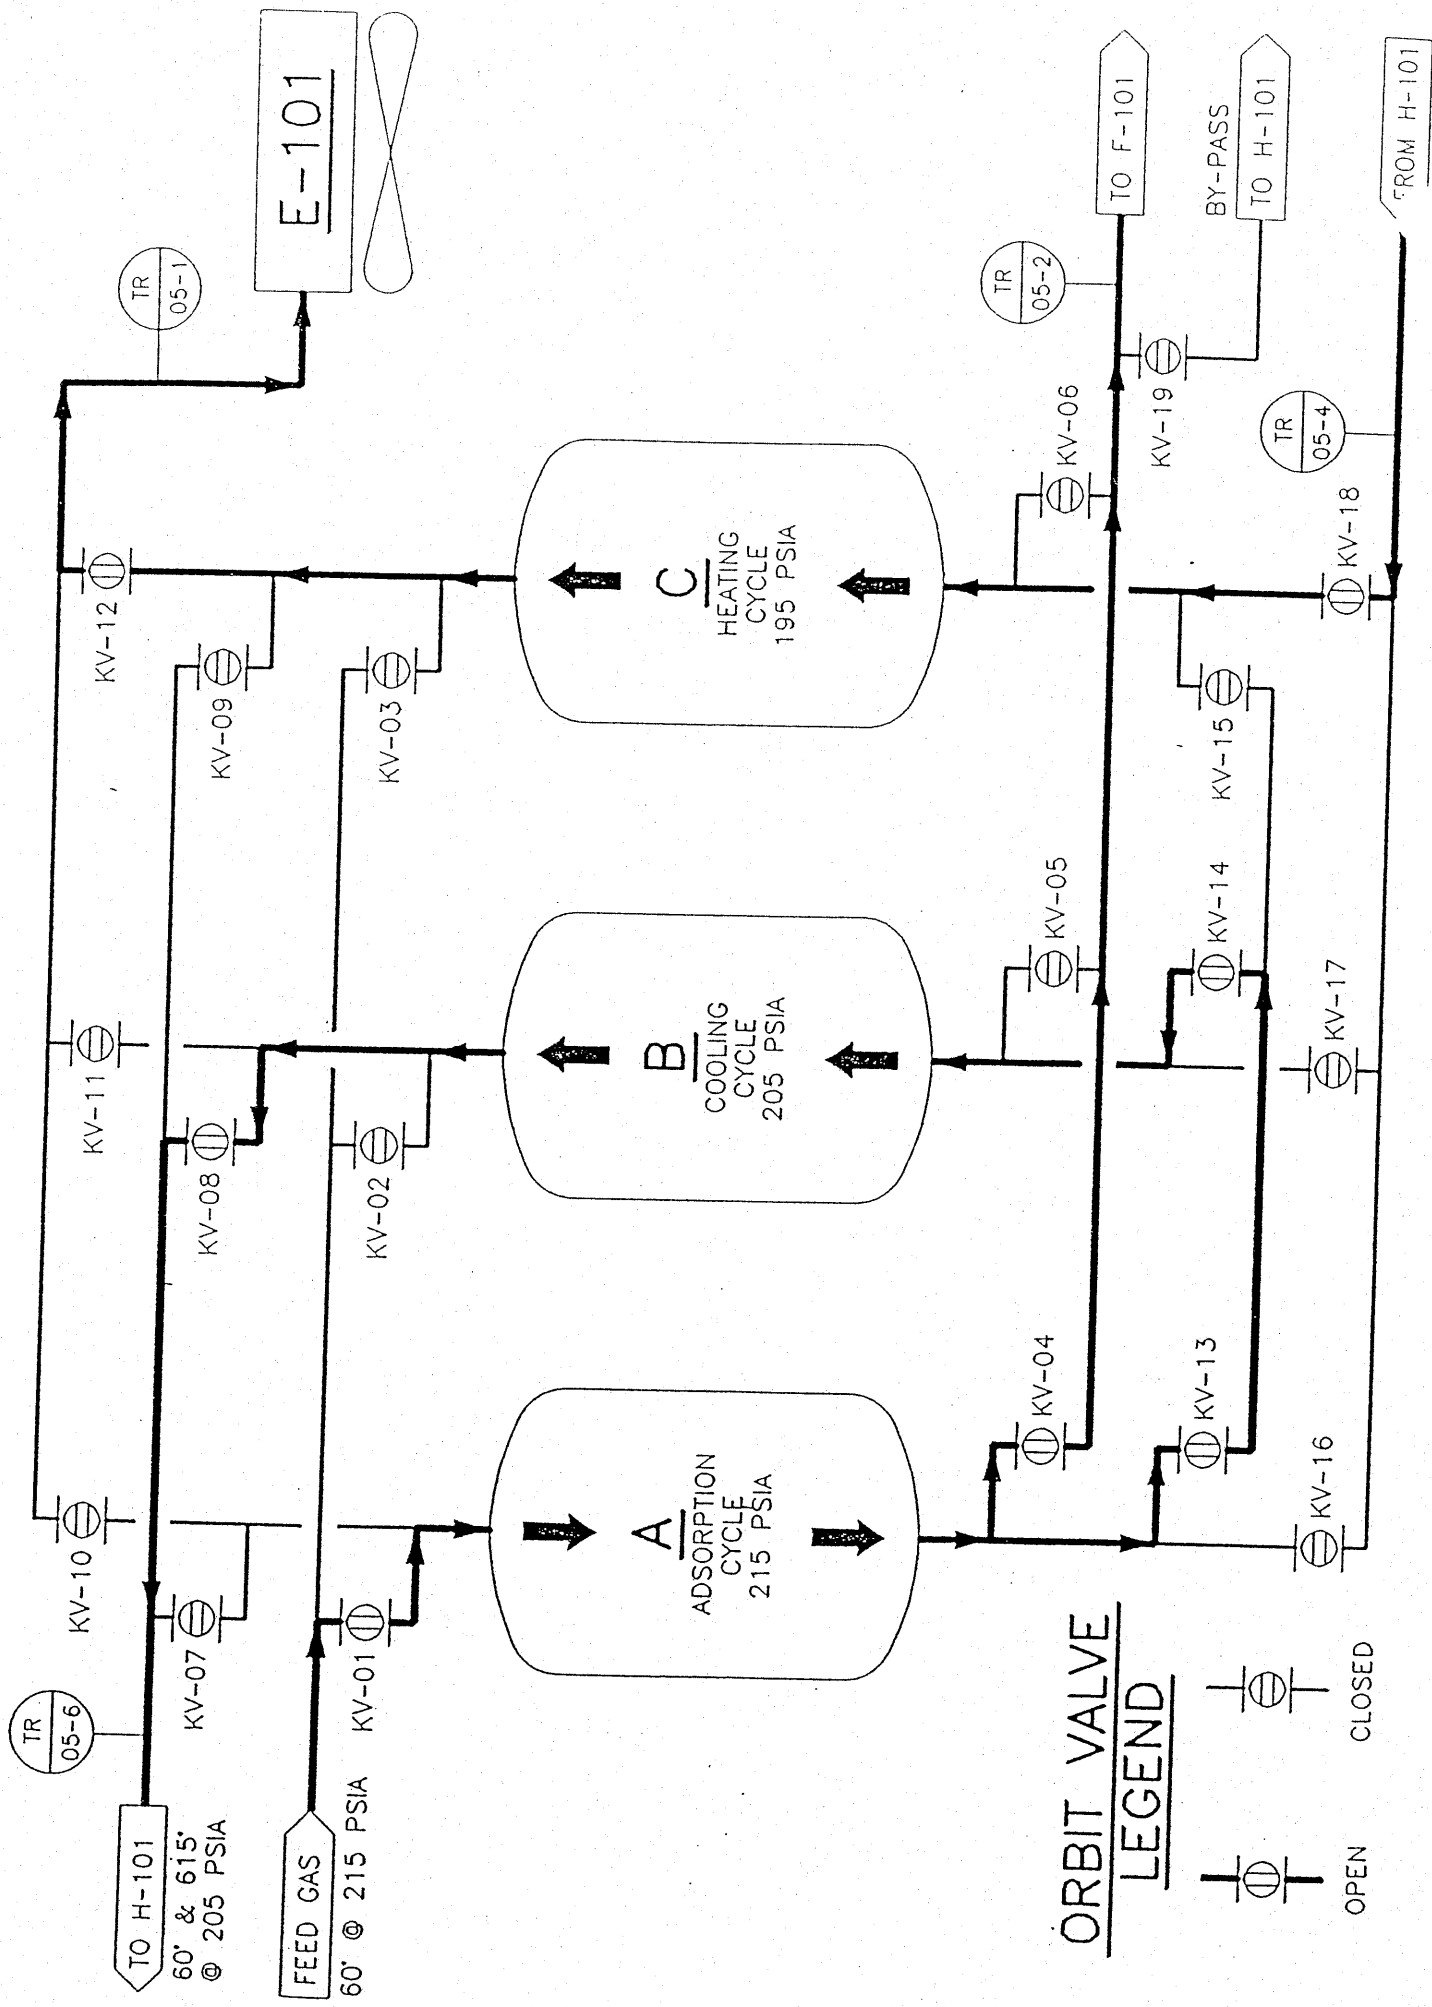 TO H-101
60° & 615°
@ 205 PSIA
FEED GAS
60° @ 215 PSIA
TR
05-6
KV-10
KV-07
KV-01
KV-11
KV-08
KV-02
KV-12
KV-09
KV-03
TR
05-1
E-101
A
ADSORPTION
CYCLE
215 PSIA
B
COOLING
CYCLE
205 PSIA
C
HEATING
CYCLE
195 PSIA
KV-04
KV-13
KV-16
KV-05
KV-14
KV-17
KV-06
KV-15
KV-18
KV-19
TR
05-2
TR
05-4
TO F-101
BY-PASS
TO H-101
FROM H-101
ORBIT VALVE
LEGEND
OPEN
CLOSED